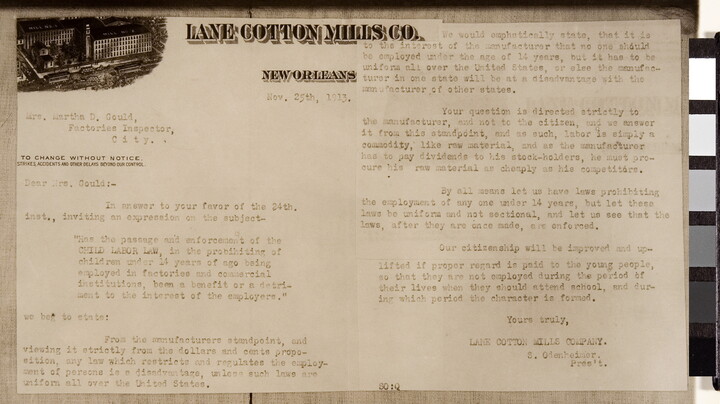 LANE COTTON MILLS CO.
NEW ORLEANS
Nov. 25th, 1913.
Mrs. Martha D. Gould,
Factories Inspector,
City.
TO CHANGE WITHOUT NOTICE.
STRIKES, ACCIDENTS AND OTHER DELAYS BEYOND OUR CONTROL.
Dear Mrs. Gould:-
In answer to your favor of the 24th.
inst., inviting an expression on the subject-
"Has the passage and enforcement of the
CHILD LABOR LAW, in the prohibiting of
children under 14 years of age being
employed in factories and commercial
institutions, been a benefit or a detri-
ment to the interest of the employers."
we beg to state:
From the manufacturers standpoint, and
viewing it strictly from the dollars and cents propo-
sition, any law which restricts and regulates the employ-
ment of persons is a disadvantage, unless such laws are
uniform all over the United States.
We would emphatically state, that it is
to the interest of the manufacturer that no one should
be employed under the age of 14 years, but it has to be
uniform all over the United States, or else the manufac-
turer in one state will be at a disadvantage with the
manufacturer of other states.
Your question is directed strictly to
the manufacturer, and not to the citizen, and we answer
it from this standpoint, and as such, labor is simply a
commodity, like raw material, and as the manufacturer
has to pay dividends to his stock-holders, he must pro-
cure his raw material as cheaply as his competitors.
By all means let us have laws prohibiting
the employment of any one under 14 years, but let these
laws be uniform and not sectional, and let us see that the
laws, after they are once made, are enforced.
Our citizenship will be improved and up-
lifted if proper regard is paid to the young people,
so that they are not employed during the period of
their lives when they should attend school, and dur-
ing which period the character is formed.
Yours truly,
LANE COTTON MILLS COMPANY.
S. Odenheimer,
Pres't.
SO:Q